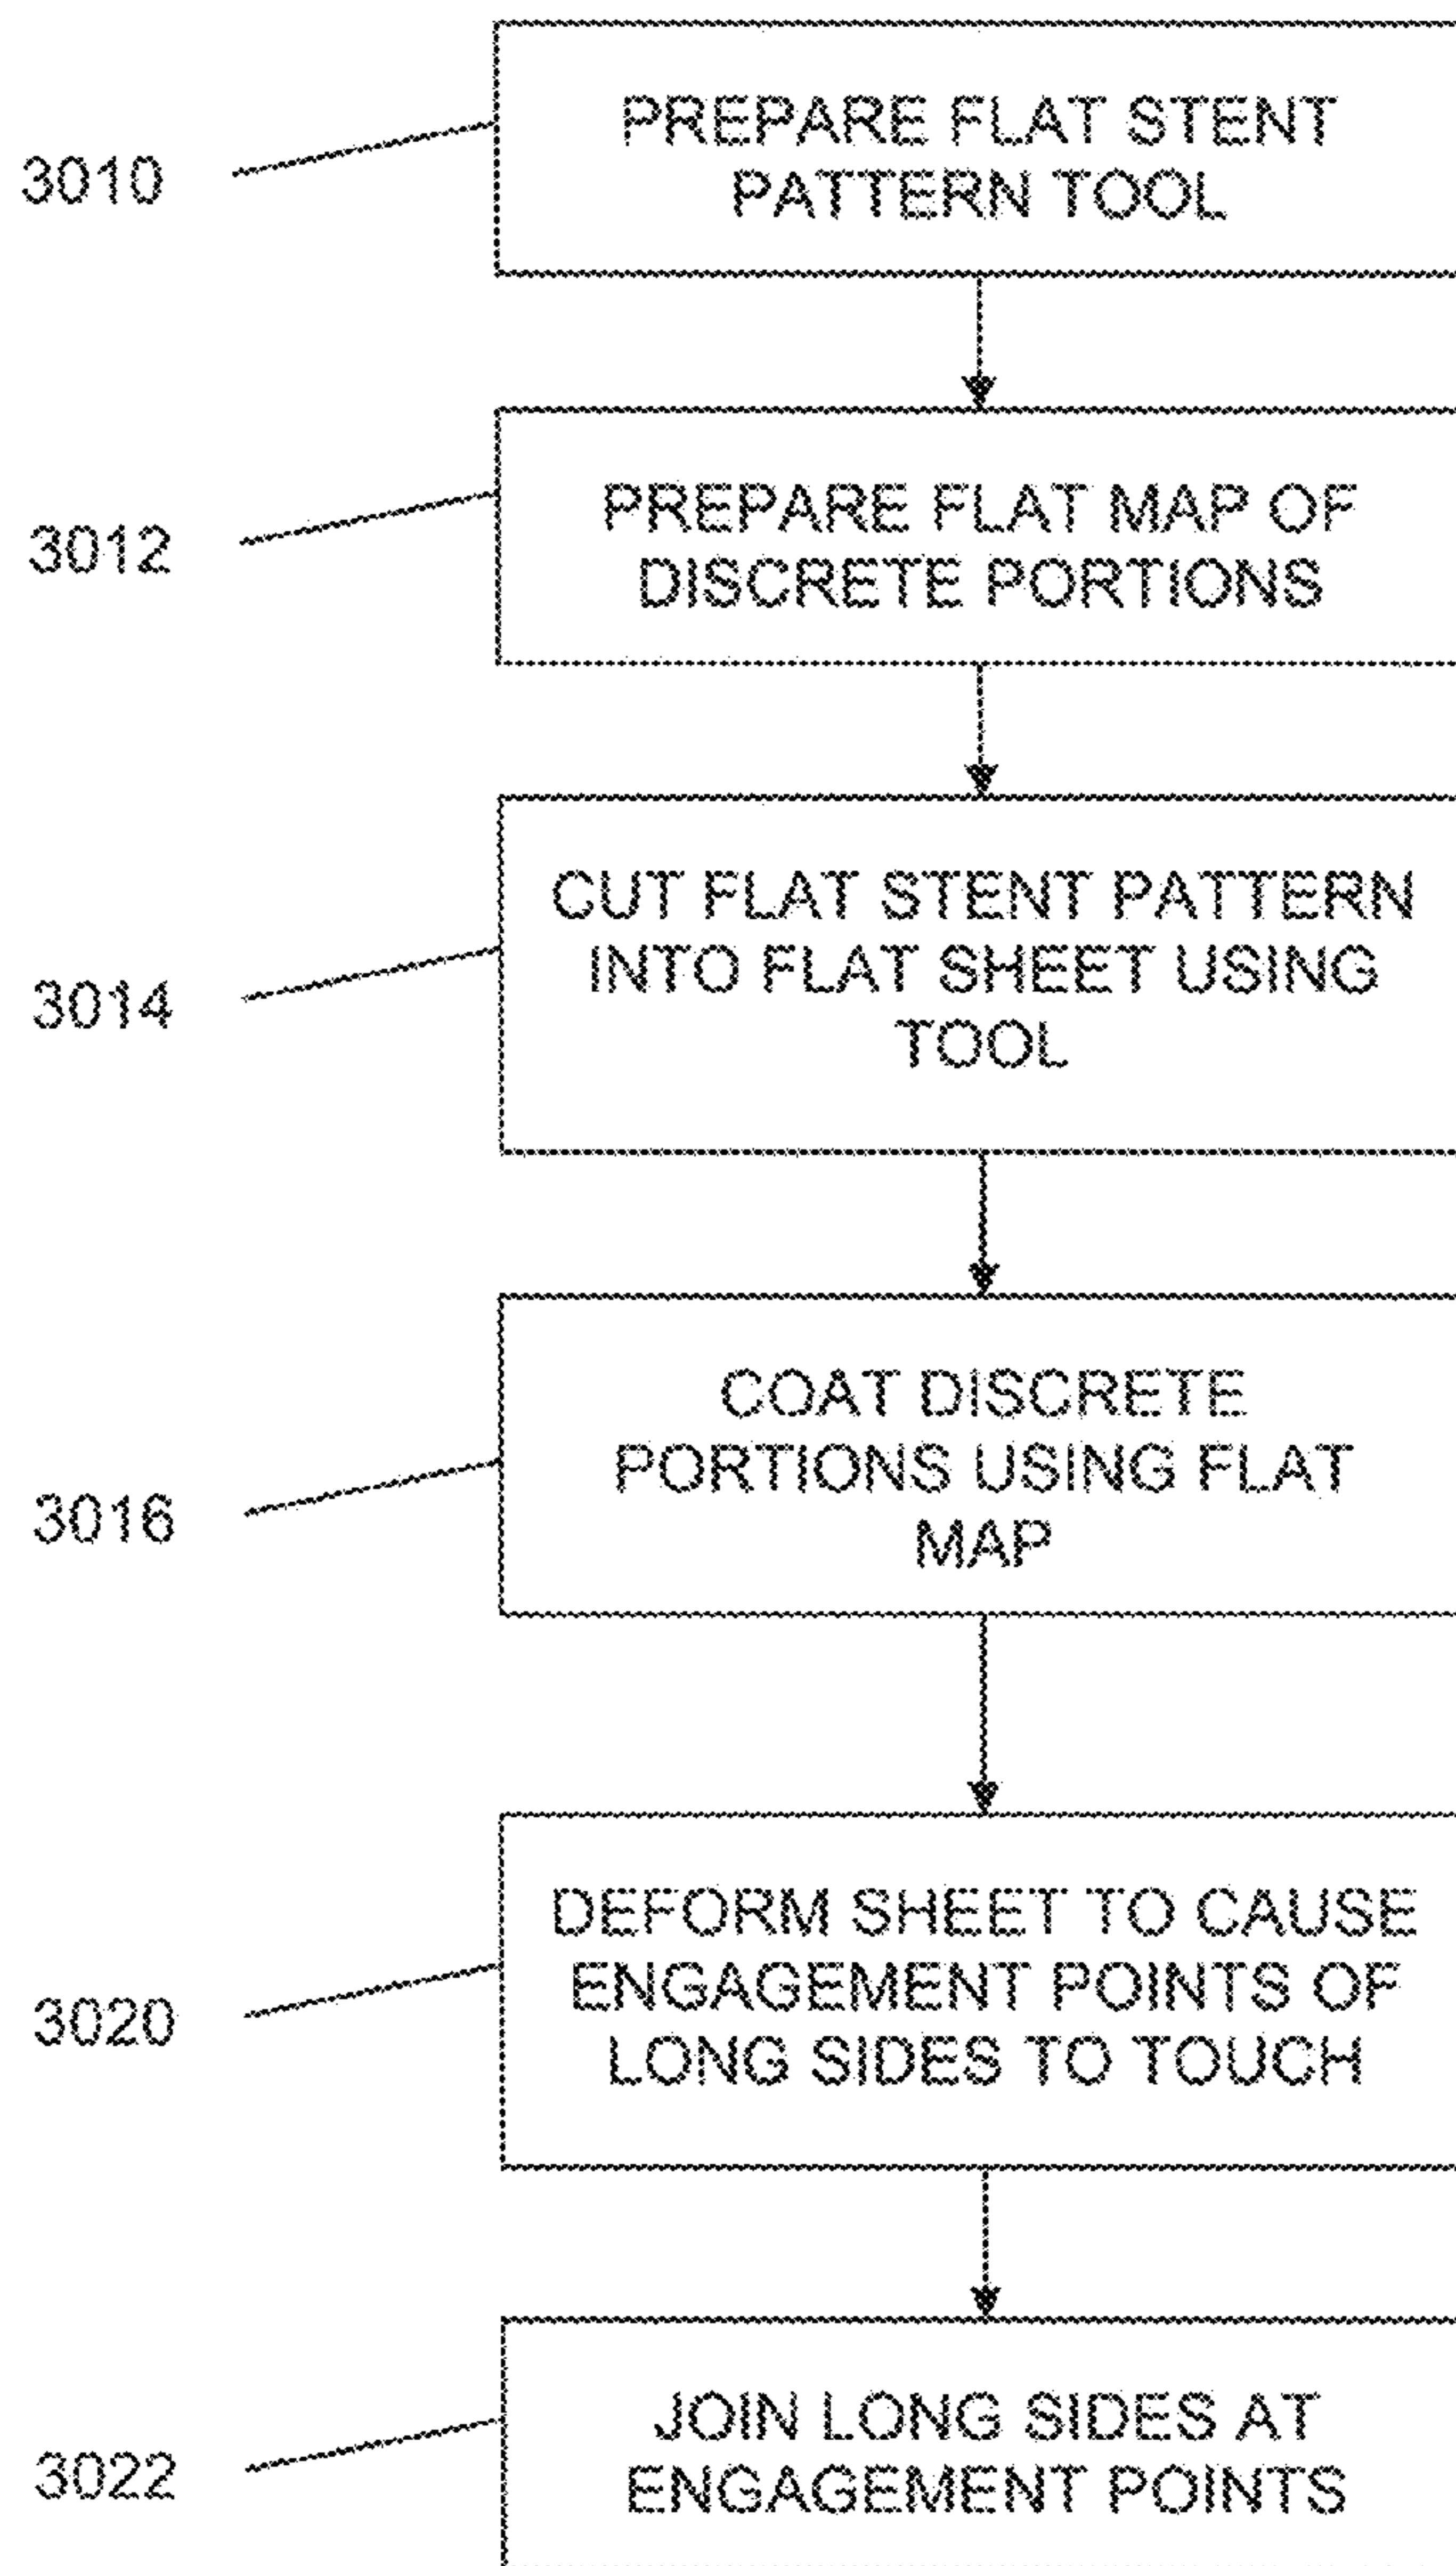 3010
PREPARE FLAT STENT
PATTERN TOOL
3012
PREPARE FLAT MAP OF
DISCRETE PORTIONS
3014
CUT FLAT STENT PATTERN
INTO FLAT SHEET USING
TOOL
3016
COAT DISCRETE
PORTIONS USING FLAT
MAP
3020
DEFORM SHEET TO CAUSE
ENGAGEMENT POINTS OF
LONG SIDES TO TOUCH
3022
JOIN LONG SIDES AT
ENGAGEMENT POINTS